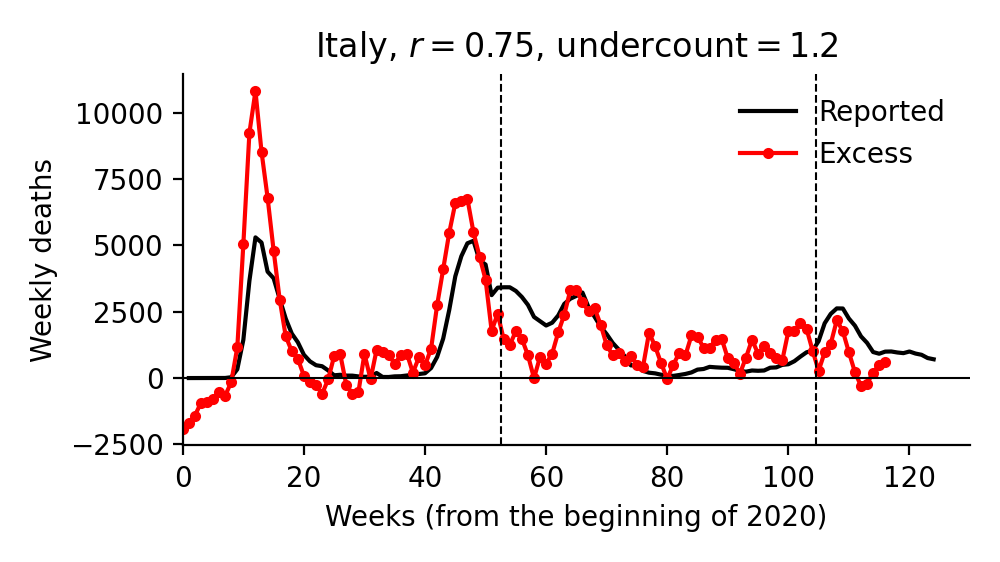 Italy, r = 0.75, undercount = 1.2
Weekly deaths
10000
7500
5000
2500
0
−2500
Reported
Excess
0 20 40 60 80 100 120
Weeks (from the beginning of 2020)